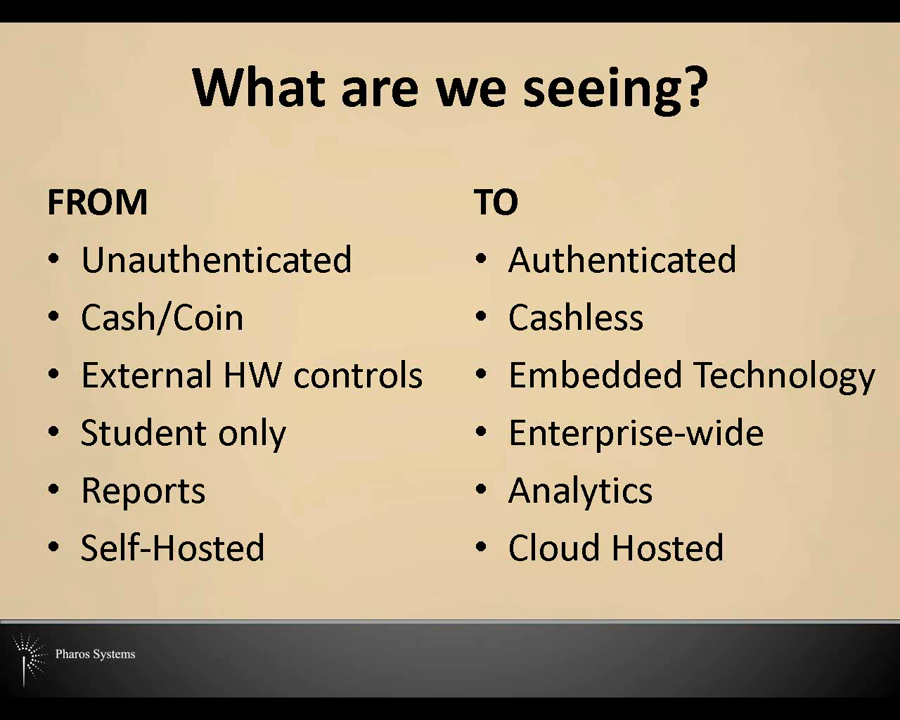 What are we seeing?
FROM
• Unauthenticated
• Cash/Coin
• External HW controls
• Student only
• Reports
• Self-Hosted
TO
• Authenticated
• Cashless
• Embedded Technology
• Enterprise-wide
• Analytics
• Cloud Hosted
Pharos Systems